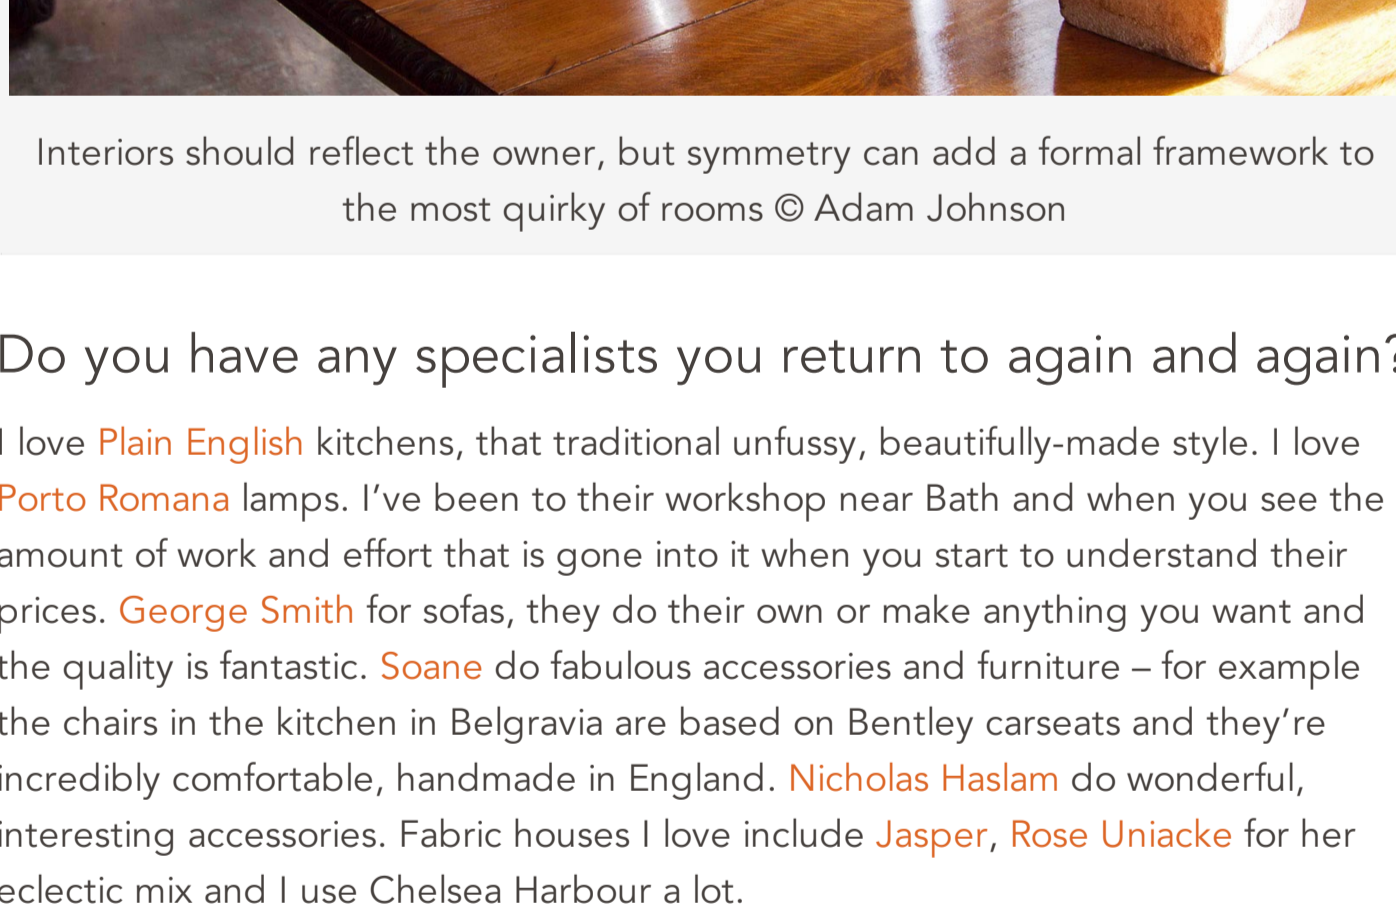 Interiors should reflect the owner, but symmetry can add a formal framework to
the most quirky of rooms © Adam Johnson
Do you have any specialists you return to again and again?
I love Plain English kitchens, that traditional unfussy, beautifully-made style. I love
Porto Romana lamps. I’ve been to their workshop near Bath and when you see the
amount of work and effort that is gone into it when you start to understand their
prices. George Smith for sofas, they do their own or make anything you want and
the quality is fantastic. Soane do fabulous accessories and furniture – for example
the chairs in the kitchen in Belgravia are based on Bentley carseats and they’re
incredibly comfortable, handmade in England. Nicholas Haslam do wonderful,
interesting accessories. Fabric houses I love include Jasper, Rose Uniacke for her
eclectic mix and I use Chelsea Harbour a lot.